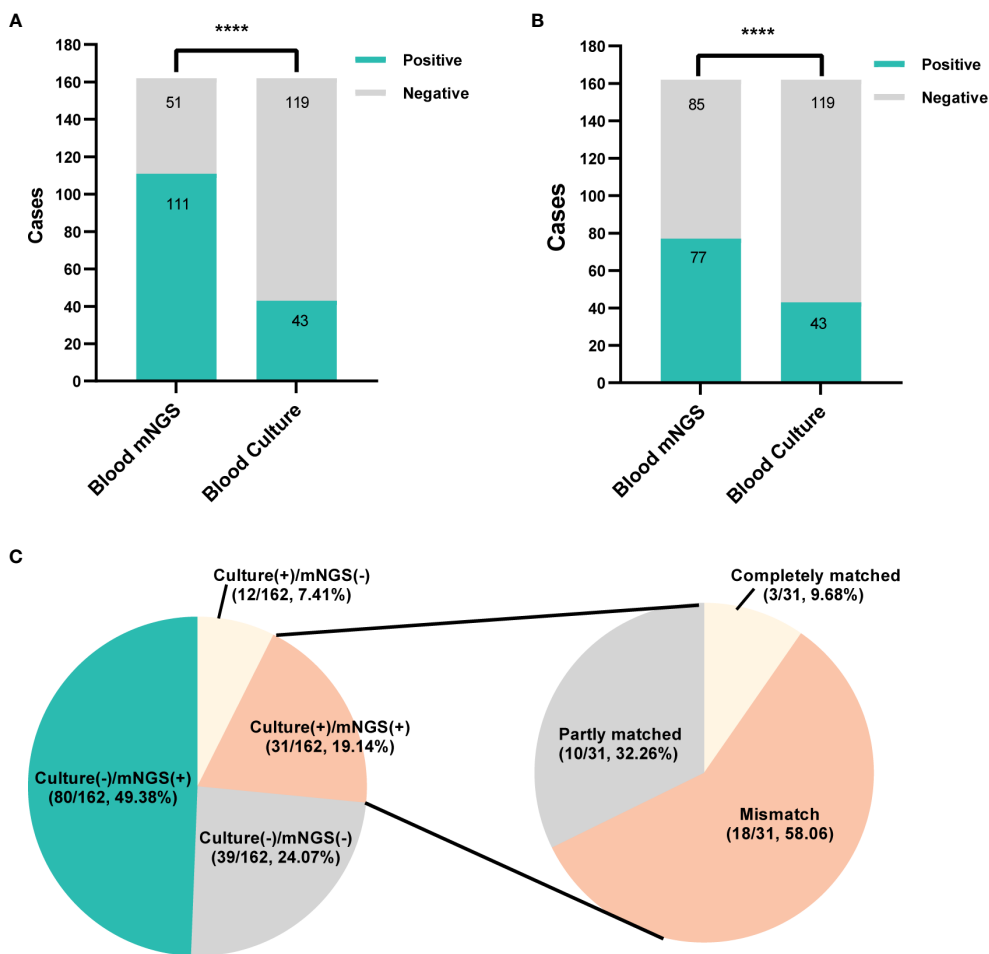 A
****
180
160
140
120
100
80
60
40
20
0
Cases
51
119
111
43
Positive
Negative
Blood mNGS
Blood Culture
B
****
180
160
140
120
100
80
60
40
20
0
Cases
85
119
77
43
Positive
Negative
Blood mNGS
Blood Culture
C
Culture(+)/mNGS(-)
(12/162, 7.41%)
Culture(+)/mNGS(+)
(31/162, 19.14%)
Culture(-)/mNGS(+)
(80/162, 49.38%)
Culture(-)/mNGS(-)
(39/162, 24.07%)
Completely matched
(3/31, 9.68%)
Partly matched
(10/31, 32.26%)
Mismatch
(18/31, 58.06)